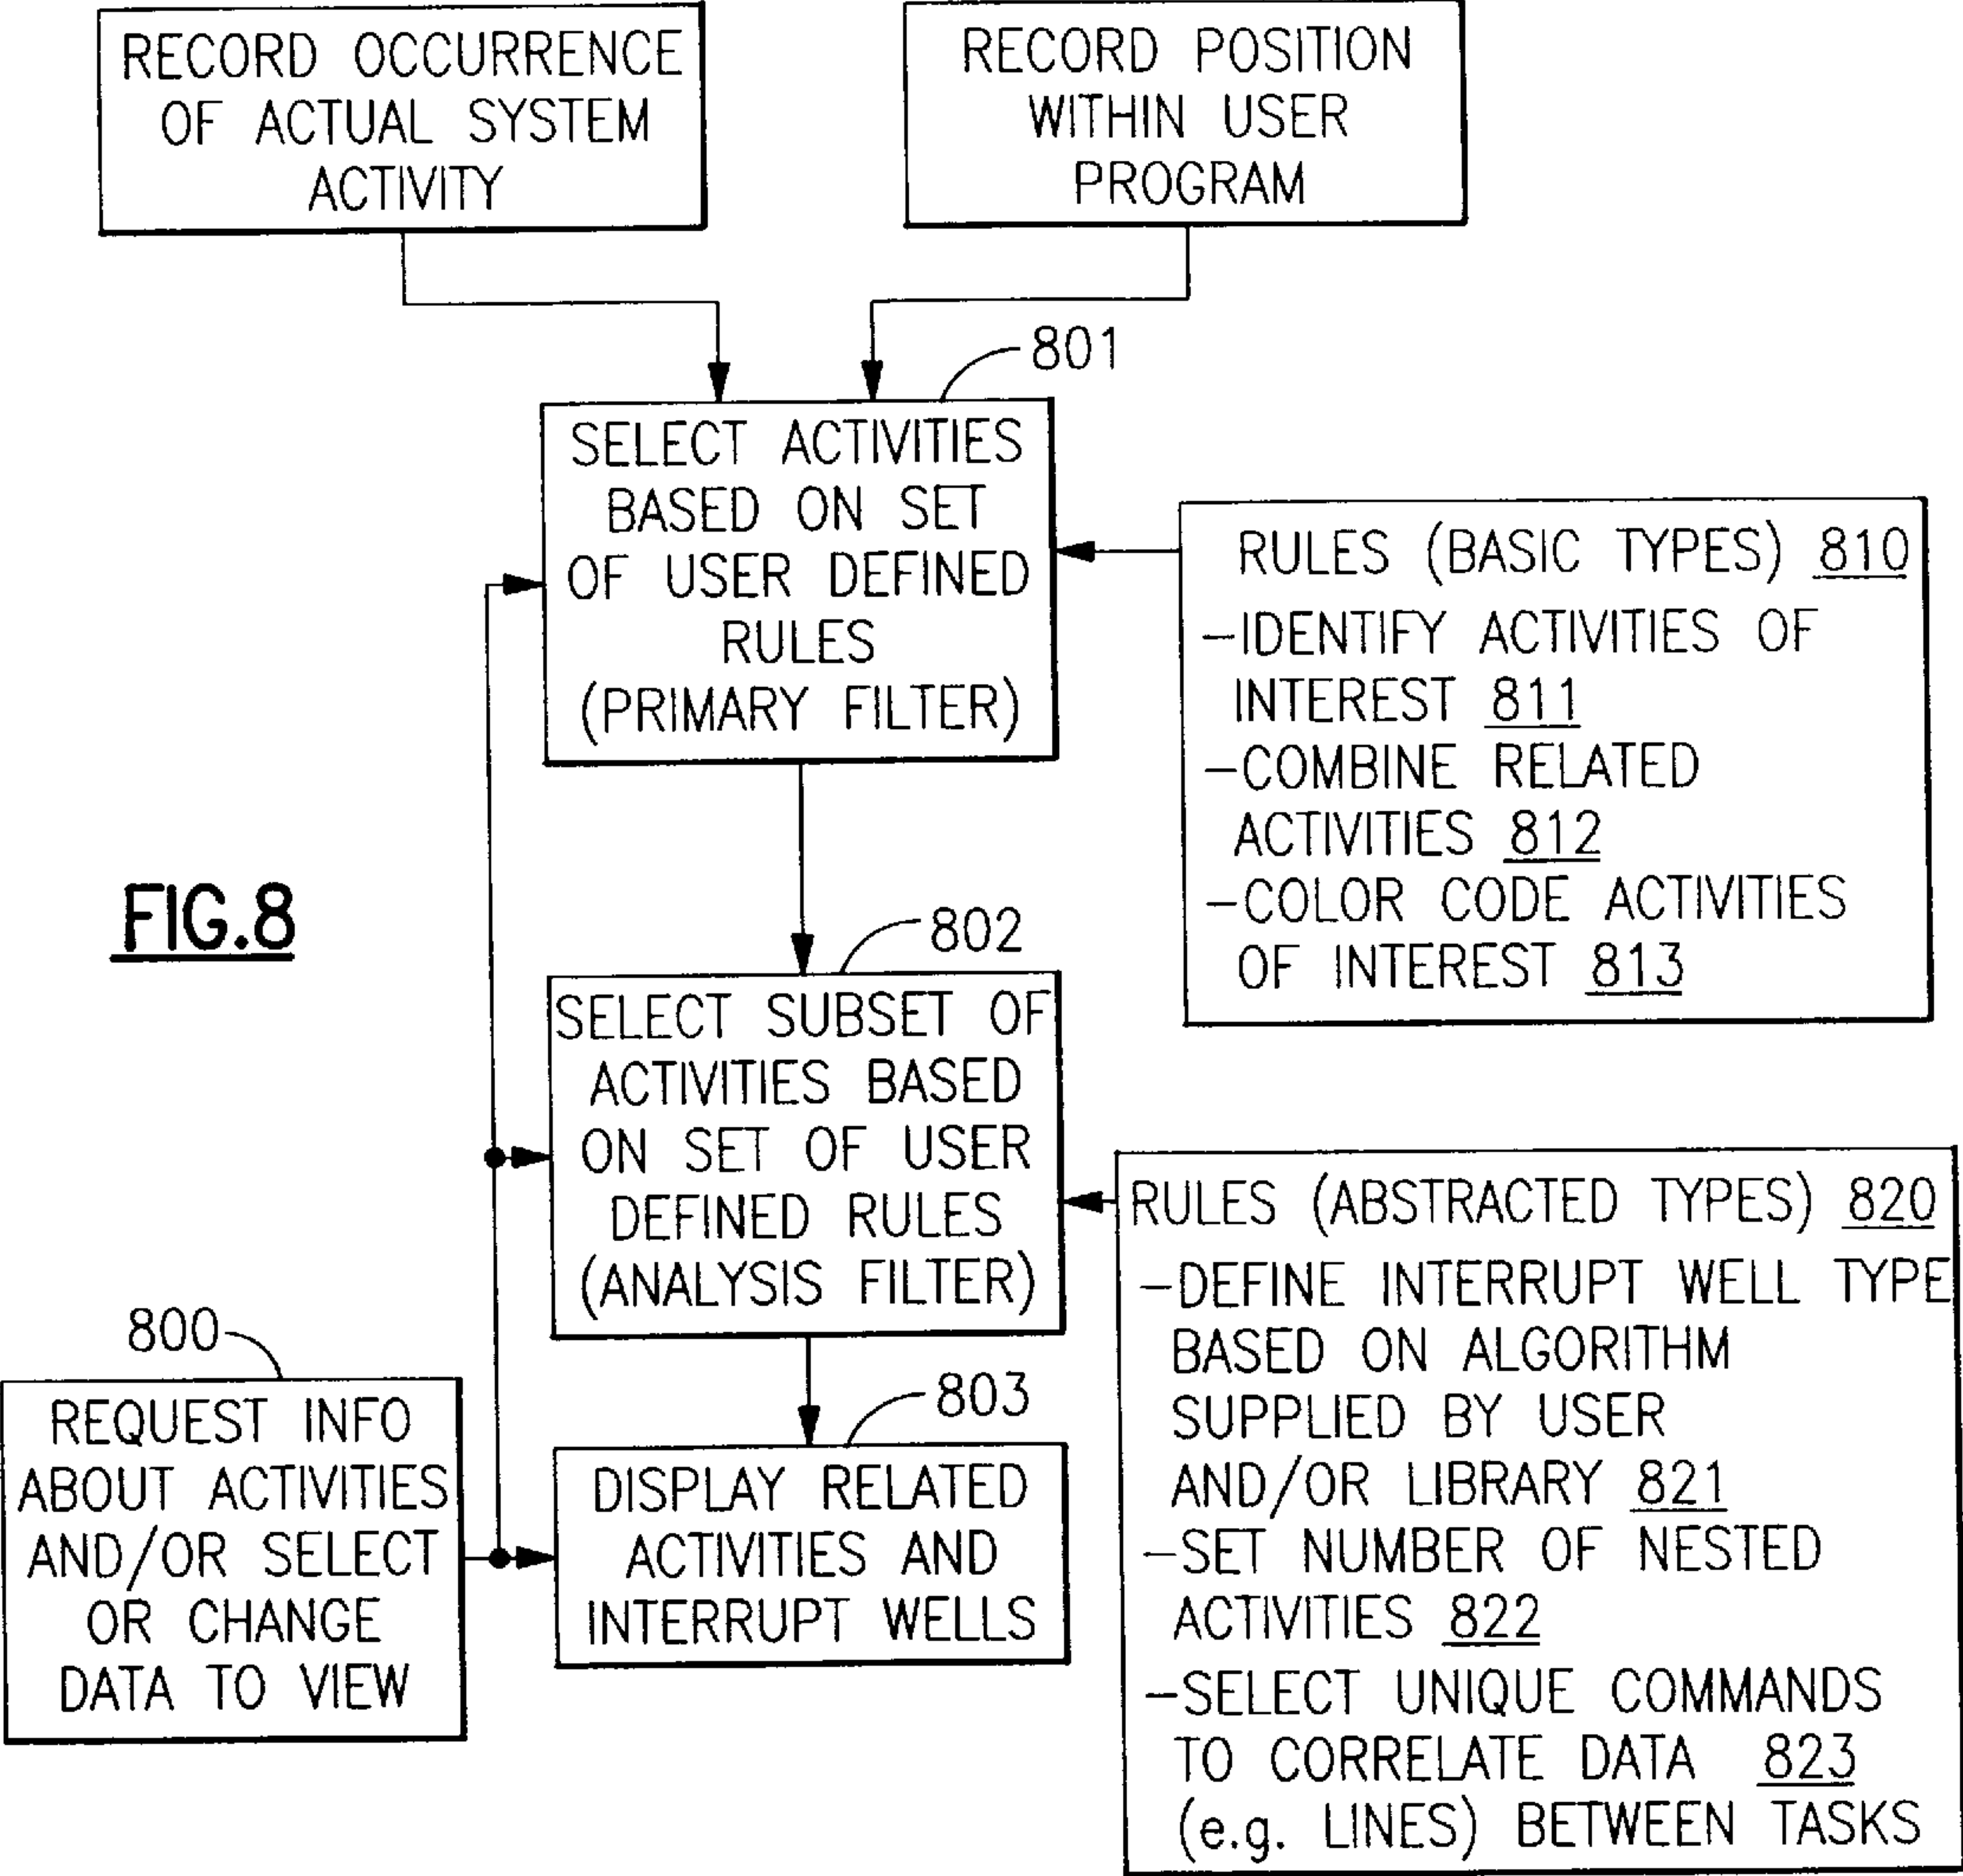 RECORD OCCURRENCE
OF ACTUAL SYSTEM
ACTIVITY
RECORD POSITION
WITHIN USER
PROGRAM
801
SELECT ACTIVITIES
BASED ON SET
OF USER DEFINED
RULES
(PRIMARY FILTER)
RULES (BASIC TYPES) 810
-IDENTIFY ACTIVITIES OF
INTEREST 811
-COMBINE RELATED
ACTIVITIES 812
-COLOR CODE ACTIVITIES
OF INTEREST 813
FIG.8
802
SELECT SUBSET OF
ACTIVITIES BASED
ON SET OF USER
DEFINED RULES
(ANALYSIS FILTER)
RULES (ABSTRACTED TYPES) 820
-DEFINE INTERRUPT WELL TYPE
BASED ON ALGORITHM
SUPPLIED BY USER
AND/OR LIBRARY 821
-SET NUMBER OF NESTED
ACTIVITIES 822
-SELECT UNIQUE COMMANDS
TO CORRELATE DATA 823
(e.g. LINES) BETWEEN TASKS
800
REQUEST INFO
ABOUT ACTIVITIES
AND/OR SELECT
OR CHANGE
DATA TO VIEW
803
DISPLAY RELATED
ACTIVITIES AND
INTERRUPT WELLS